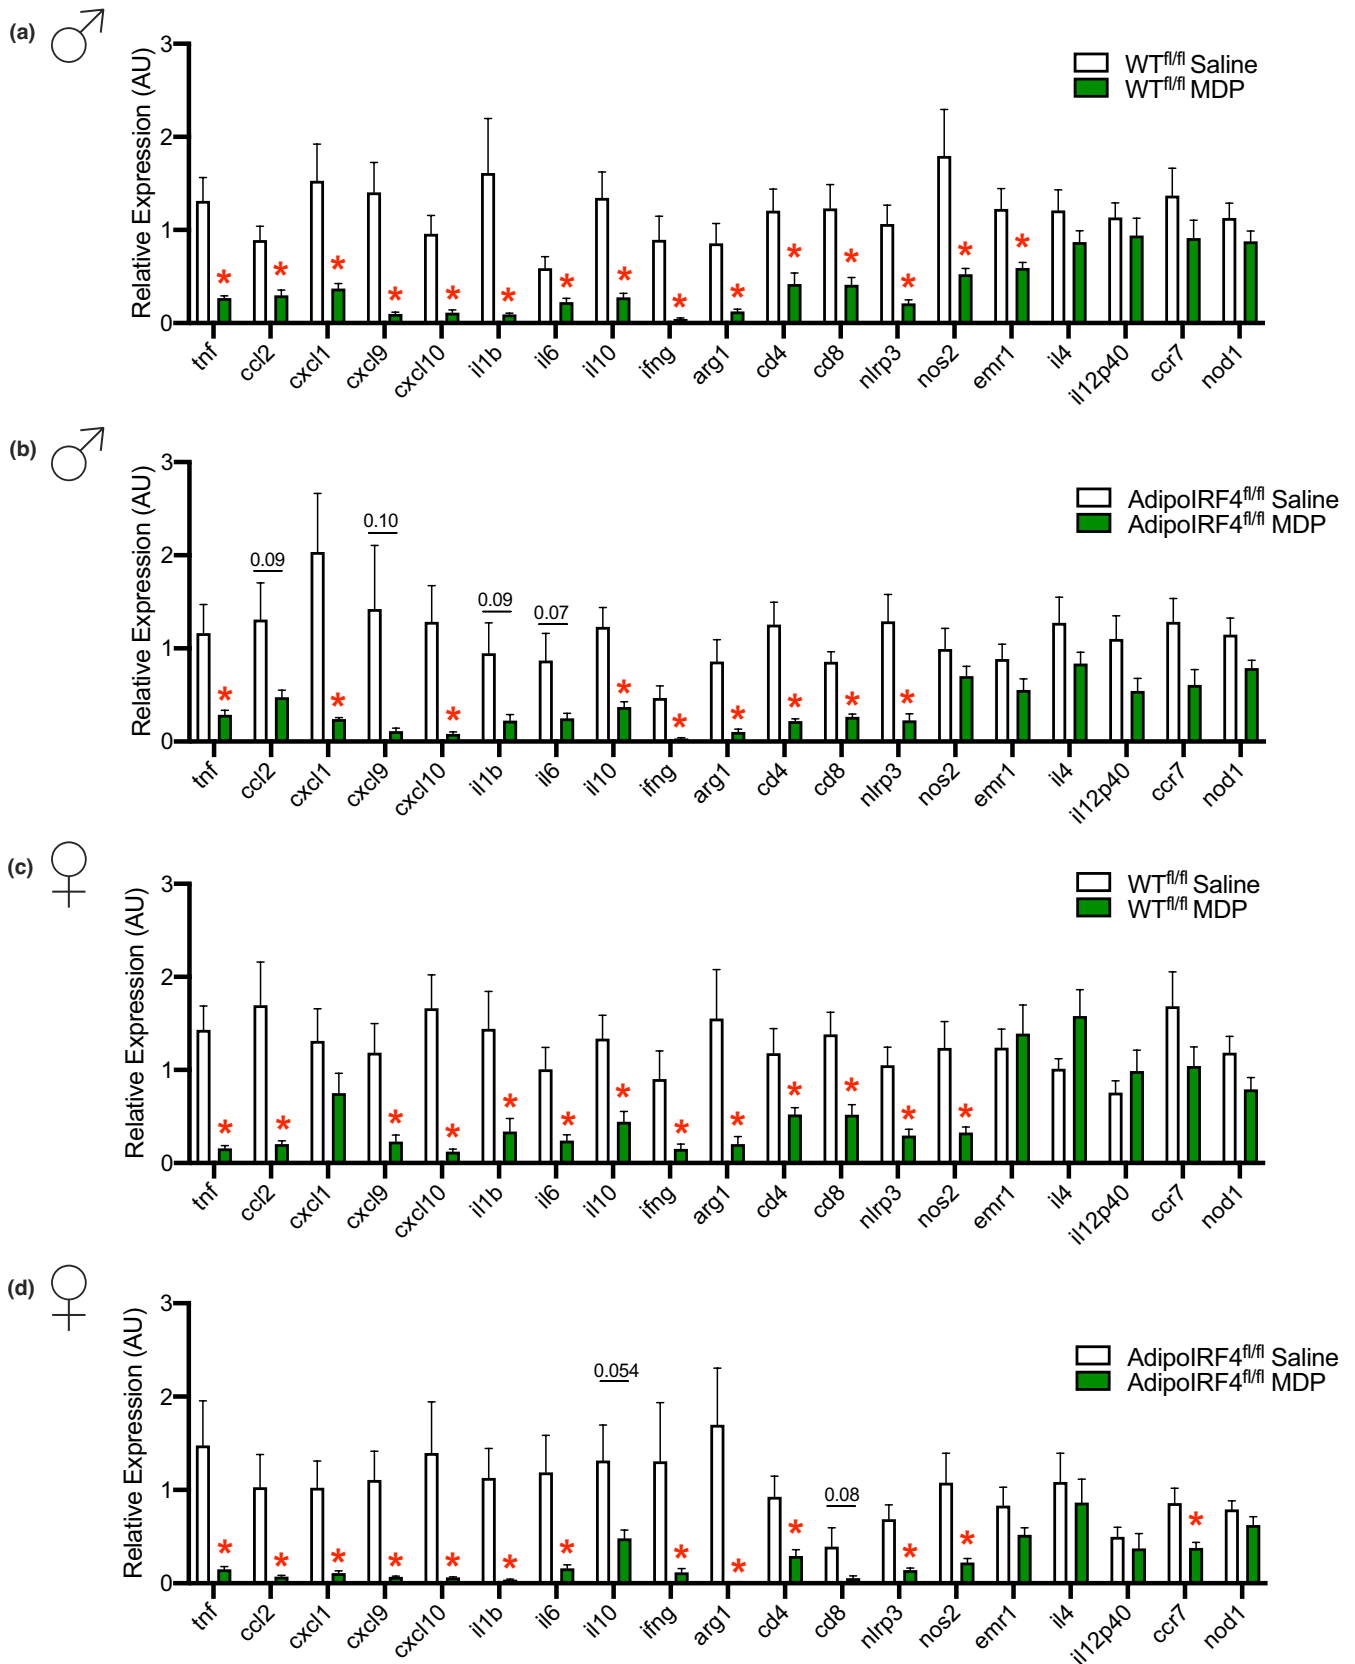 (a)
Relative Expression (AU)
3
2
1
0
WTfl/fl Saline
WTfl/fl MDP
* * * * * * * * * * * * * * *
tnf ccl2 cxcl1 cxcl9 cxcl10 il1b il6 il10 ifng arg1 cd4 cd8 nlrp3 nos2 emr1 il4 il12p40 ccr7 nod1
(b)
Relative Expression (AU)
3
2
1
0
AdipoIRF4fl/fl Saline
AdipoIRF4fl/fl MDP
0.09 0.10 0.09 0.07
* * * * * * * * *
tnf ccl2 cxcl1 cxcl9 cxcl10 il1b il6 il10 ifng arg1 cd4 cd8 nlrp3 nos2 emr1 il4 il12p40 ccr7 nod1
(c)
Relative Expression (AU)
3
2
1
0
WTfl/fl Saline
WTfl/fl MDP
* * * * * * * * * * * * *
tnf ccl2 cxcl1 cxcl9 cxcl10 il1b il6 il10 ifng arg1 cd4 cd8 nlrp3 nos2 emr1 il4 il12p40 ccr7 nod1
(d)
Relative Expression (AU)
3
2
1
0
AdipoIRF4fl/fl Saline
AdipoIRF4fl/fl MDP
0.054 0.08
* * * * * * * * * * * * *
tnf ccl2 cxcl1 cxcl9 cxcl10 il1b il6 il10 ifng arg1 cd4 cd8 nlrp3 nos2 emr1 il4 il12p40 ccr7 nod1